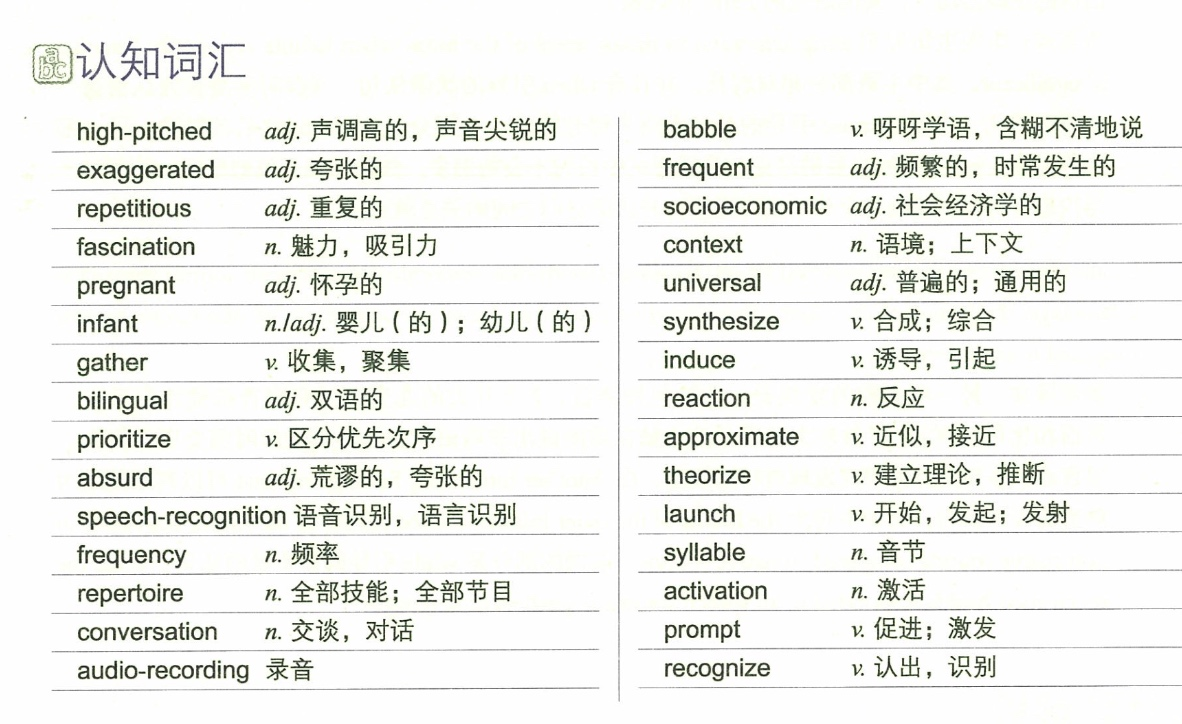 abc 认知词汇
high-pitched adj. 声调高的，声音尖锐的
exaggerated adj. 夸张的
repetitious adj. 重复的
fascination n. 魅力，吸引力
pregnant adj. 怀孕的
infant n./adj. 婴儿（的）；幼儿（的）
gather v. 收集，聚集
bilingual adj. 双语的
prioritize v. 区分优先次序
absurd adj. 荒谬的，夸张的
speech-recognition 语音识别，语言识别
frequency n. 频率
repertoire n. 全部技能；全部节目
conversation n. 交谈，对话
audio-recording 录音
babble v. 呀呀学语，含糊不清地说
frequent adj. 频繁的，时常发生的
socioeconomic adj. 社会经济学的
context n. 语境；上下文
universal adj. 普遍的；通用的
synthesize v. 合成；综合
induce v. 诱导，引起
reaction n. 反应
approximate v. 近似，接近
theorize v. 建立理论，推断
launch v. 开始，发起；发射
syllable n. 音节
activation n. 激活
prompt v. 促进；激发
recognize v. 认出，识别